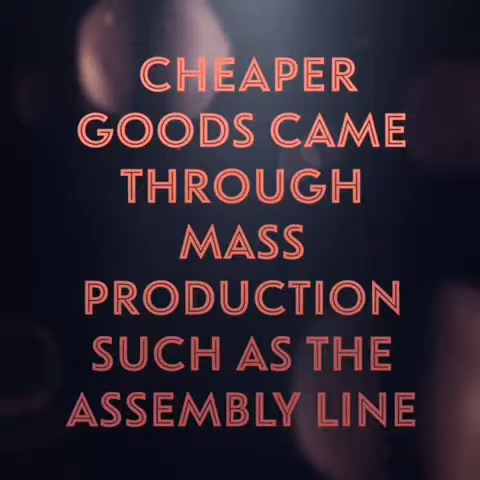 CHEAPER
GOODS CAME
THROUGH
MASS
PRODUCTION
SUCH AS THE
ASSEMBLY LINE